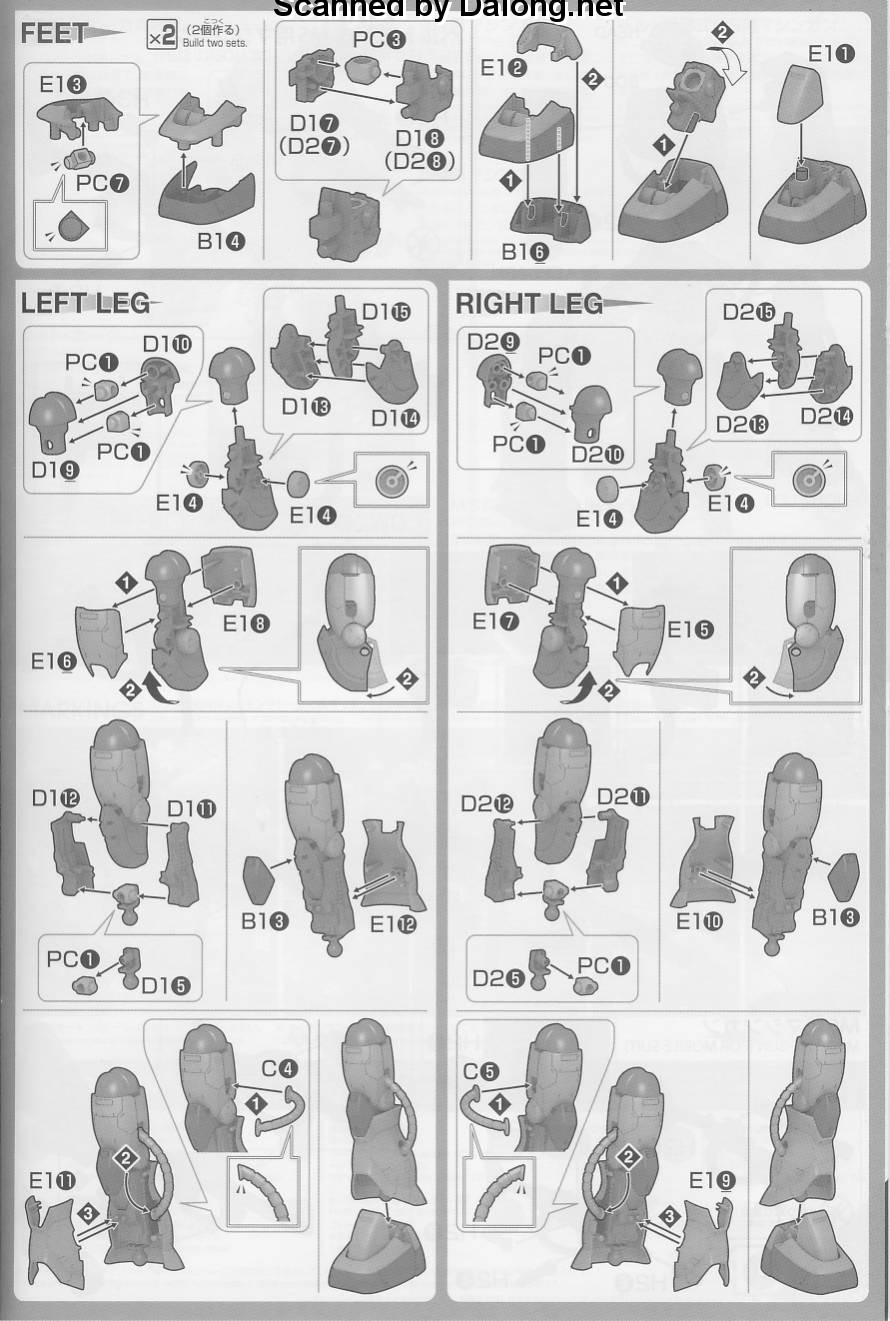 Scanned by Dalong.net
FEET
×2
こつく
(2個作る)
Build two sets.
E1❸
PC❼
B1❹
PC❸
D1❼
(D2❼)
D1❽
(D2❽)
E1❷
❷
❶
B1❻
❷
❶
E1❶
LEFT LEG
D1❿
PC❶
PC❶
D1❾
D1⓯
D1⓭
D1⓮
E1❹
E1❹
❶
E1❽
E1❻
❷
❷
D1⓬
D1⓫
PC❶
D1❺
B1❸
E1⓬
C❹
❶
❷
E1⓫
❸
RIGHT LEG
D2❾
PC❶
PC❶
D2❿
D2⓯
D2⓭
D2⓮
E1❹
E1❹
❶
E1❼
E1❺
❷
❷
D2⓬
D2⓫
D2❺
PC❶
E1❿
B1❸
C❺
❶
❷
E1❾
❸